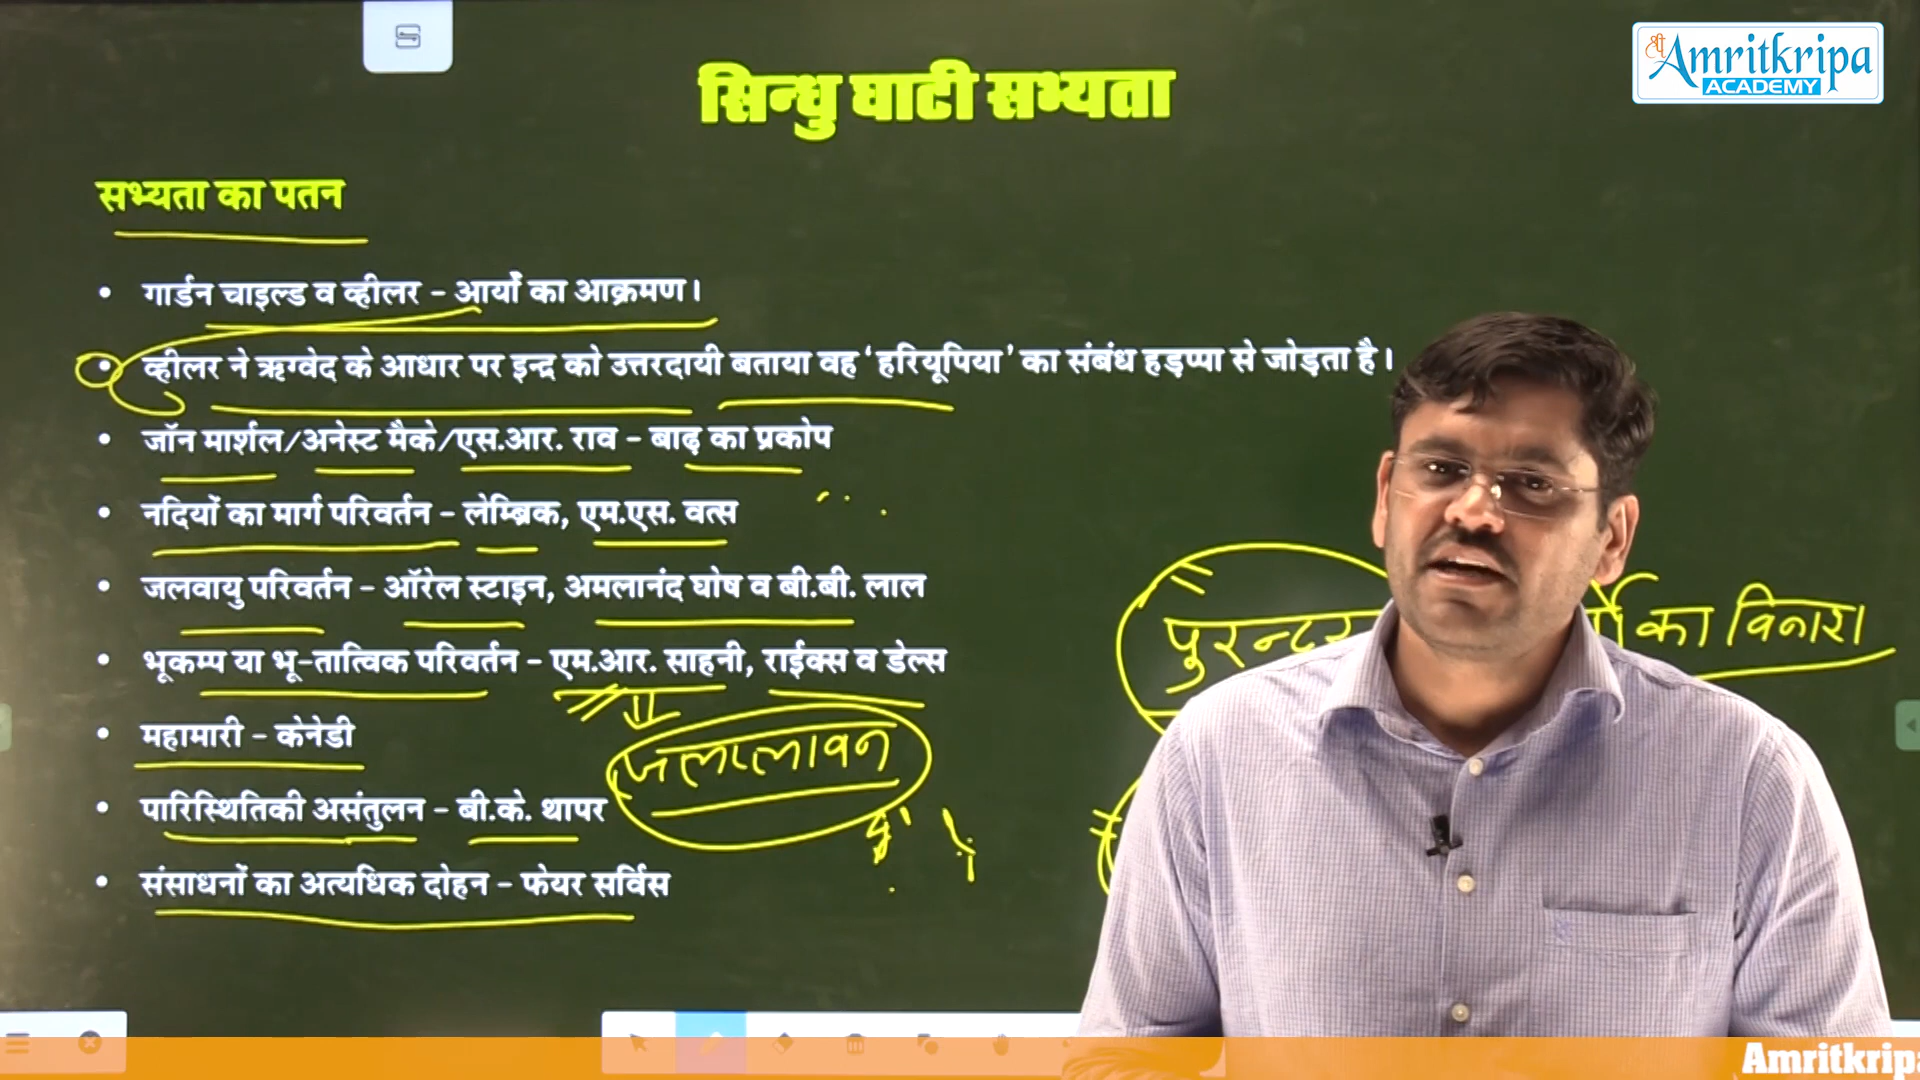 श्री Amritkripa
ACADEMY
सिन्धु घाटी सभ्यता
सभ्यता का पतन
• गार्डन चाइल्ड व व्हीलर - आर्यों का आक्रमण।
• व्हीलर ने ऋग्वेद के आधार पर इन्द्र को उत्तरदायी बताया वह ‘हरियूपिया’ का संबंध हड़प्पा से जोड़ता है।
• जॉन मार्शल/अनेस्ट मैके/एस.आर. राव - बाढ़ का प्रकोप
• नदियों का मार्ग परिवर्तन - लेम्ब्रिक, एम.एस. वत्स
• जलवायु परिवर्तन - ऑरेल स्टाइन, अमलानंद घोष व बी.बी. लाल
• भूकम्प या भू-तात्विक परिवर्तन - एम.आर. साहनी, राईक्स व डेल्स
• महामारी - केनेडी
• पारिस्थितिकी असंतुलन - बी.के. थापर
• संसाधनों का अत्यधिक दोहन - फेयर सर्विस
जलप्लावन
पुरन्दर
का विनाश
Amritkrip